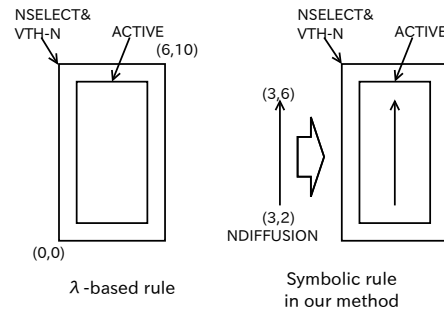 NSELECT&
VTH-N
ACTIVE
(6,10)
(0,0)
λ-based rule
(3,6)
(3,2)
NDIFFUSION
NSELECT&
VTH-N
ACTIVE
Symbolic rule
in our method